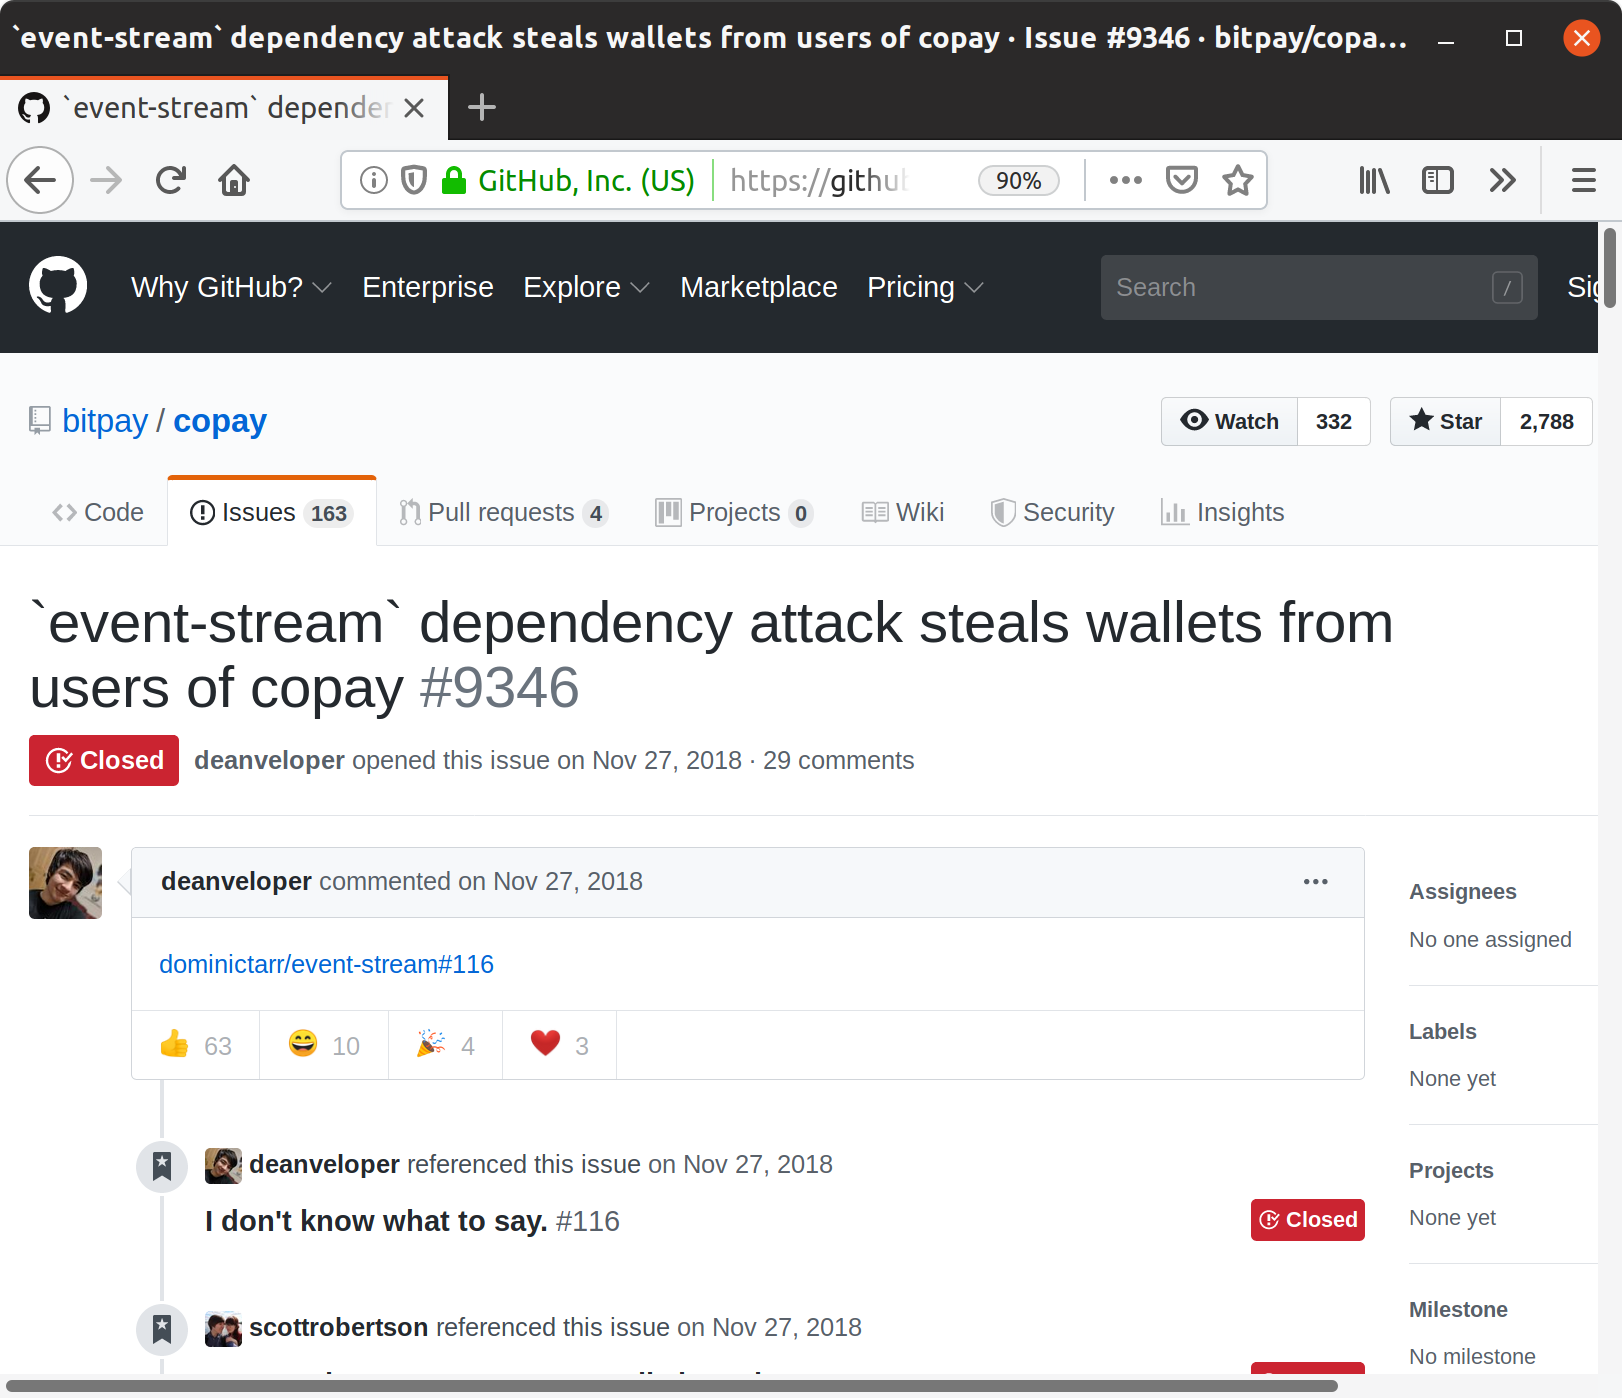 `event-stream` dependency attack steals wallets from users of copay · Issue #9346 · bitpay/copa...
`event-stream` depender
GitHub, Inc. (US) https://github 90%
Why GitHub? Enterprise Explore Marketplace Pricing Search / Sig
bitpay / copay Watch 332 Star 2,788
Code Issues 163 Pull requests 4 Projects 0 Wiki Security Insights
`event-stream` dependency attack steals wallets from
users of copay #9346
Closed deanveloper opened this issue on Nov 27, 2018 · 29 comments
deanveloper commented on Nov 27, 2018
dominictarr/event-stream#116
63 10 4 3
deanveloper referenced this issue on Nov 27, 2018
I don't know what to say. #116 Closed
scottrobertson referenced this issue on Nov 27, 2018
Assignees
No one assigned
Labels
None yet
Projects
None yet
Milestone
No milestone